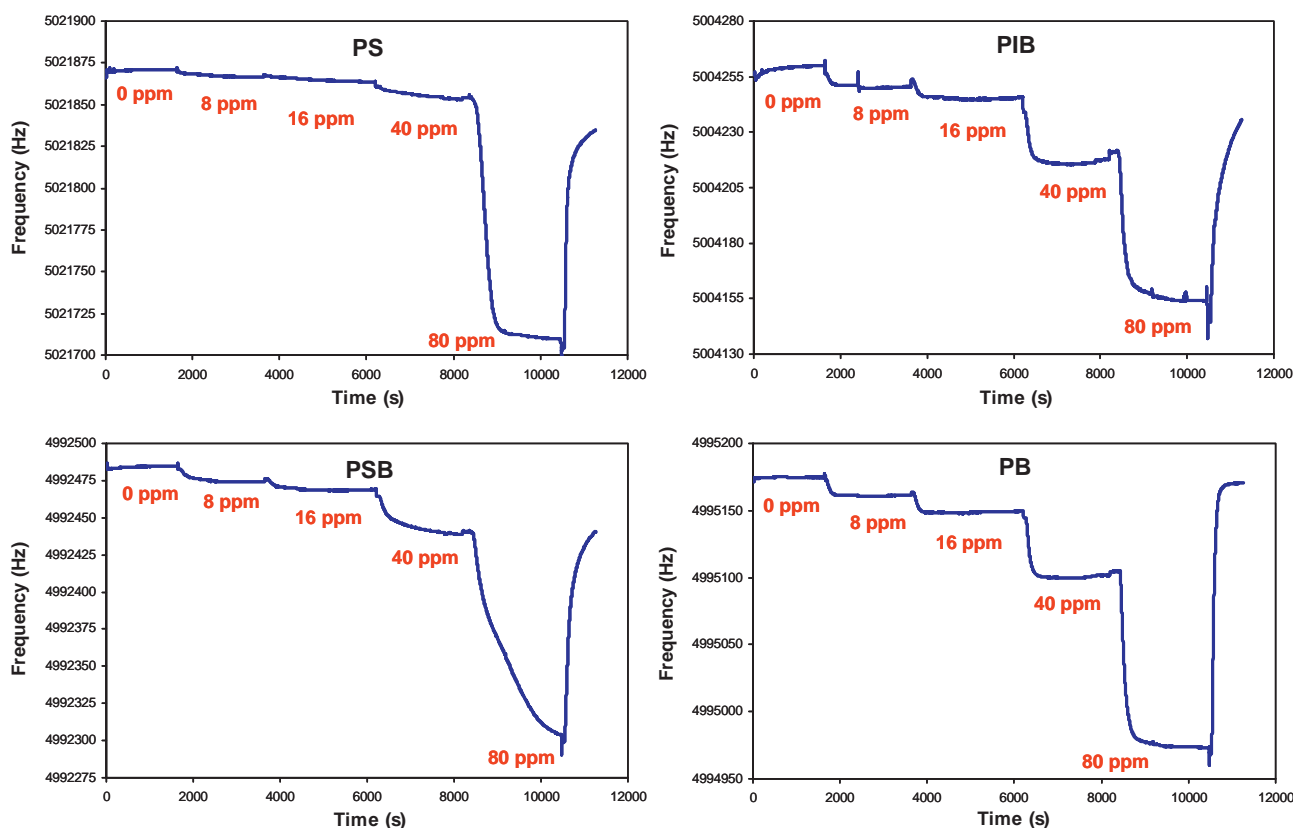 PS
Frequency (Hz)
5021900
5021875
5021850
5021825
5021800
5021775
5021750
5021725
5021700
0 ppm
8 ppm
16 ppm
40 ppm
80 ppm
0 2000 4000 6000 8000 10000 12000
Time (s)
PIB
Frequency (Hz)
5004280
5004255
5004230
5004205
5004180
5004155
5004130
0 ppm
8 ppm
16 ppm
40 ppm
80 ppm
0 2000 4000 6000 8000 10000 12000
Time (s)
PSB
Frequency (Hz)
4992500
4992475
4992450
4992425
4992400
4992375
4992350
4992325
4992300
4992275
0 ppm
8 ppm
16 ppm
40 ppm
80 ppm
0 2000 4000 6000 8000 10000 12000
Time (s)
PB
Frequency (Hz)
4995200
4995150
4995100
4995050
4995000
4994950
0 ppm
8 ppm
16 ppm
40 ppm
80 ppm
0 2000 4000 6000 8000 10000 12000
Time (s)